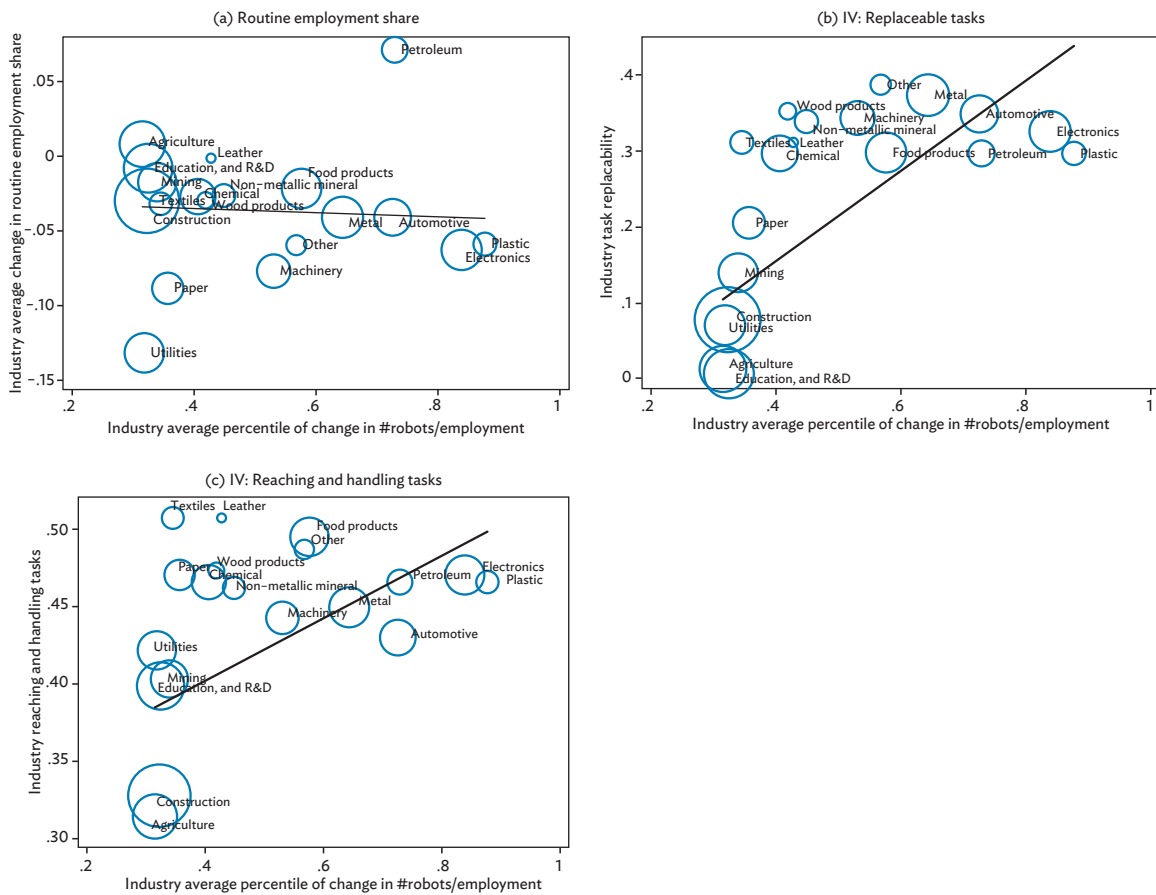 (a) Routine employment share
Industry average change in routine employment share
.05
0
−.05
−.10
−.15
Petroleum
Agriculture
Leather
Education, and R&D
Food products
Mining
Non−metallic mineral
Chemical
Textiles
Wood products
Construction
Metal
Automotive
Other
Plastic
Electronics
Machinery
Paper
Utilities
.2
.4
.6
.8
1
Industry average percentile of change in #robots/employment
(b) IV: Replaceable tasks
Industry task replacability
.4
.3
.2
.1
0
Other
Metal
Wood products
Machinery
Automotive
Non−metallic mineral
Electronics
Textiles
Leather
Chemical
Food products
Petroleum
Plastic
Paper
Mining
Construction
Utilities
Agriculture
Education, and R&D
.2
.4
.6
.8
1
Industry average percentile of change in #robots/employment
(c) IV: Reaching and handling tasks
Industry reaching and handling tasks
.50
.45
.40
.35
.30
Textiles
Leather
Food products
Other
Wood products
Paper
Chemical
Electronics
Petroleum
Plastic
Non−metallic mineral
Metal
Machinery
Automotive
Utilities
Mining
Education, and R&D
Construction
Agriculture
.2
.4
.6
.8
1
Industry average percentile of change in #robots/employment